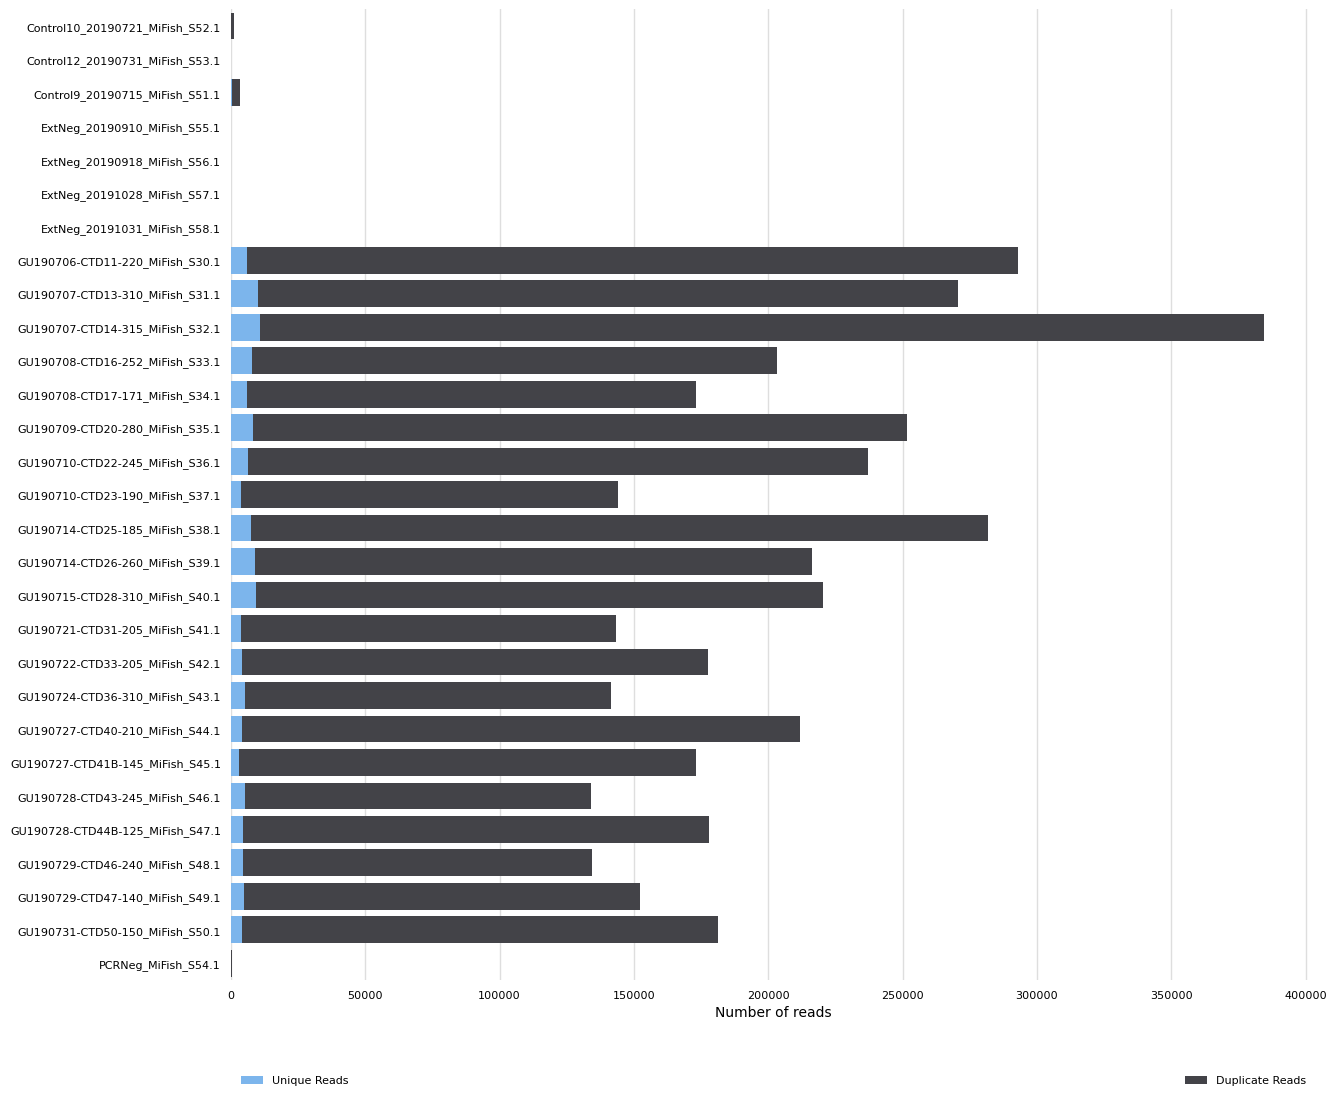 Control10_20190721_MiFish_S52.1
Control12_20190731_MiFish_S53.1
Control9_20190715_MiFish_S51.1
ExtNeg_20190910_MiFish_S55.1
ExtNeg_20190918_MiFish_S56.1
ExtNeg_20191028_MiFish_S57.1
ExtNeg_20191031_MiFish_S58.1
GU190706-CTD11-220_MiFish_S30.1
GU190707-CTD13-310_MiFish_S31.1
GU190707-CTD14-315_MiFish_S32.1
GU190708-CTD16-252_MiFish_S33.1
GU190708-CTD17-171_MiFish_S34.1
GU190709-CTD20-280_MiFish_S35.1
GU190710-CTD22-245_MiFish_S36.1
GU190710-CTD23-190_MiFish_S37.1
GU190714-CTD25-185_MiFish_S38.1
GU190714-CTD26-260_MiFish_S39.1
GU190715-CTD28-310_MiFish_S40.1
GU190721-CTD31-205_MiFish_S41.1
GU190722-CTD33-205_MiFish_S42.1
GU190724-CTD36-310_MiFish_S43.1
GU190727-CTD40-210_MiFish_S44.1
GU190727-CTD41B-145_MiFish_S45.1
GU190728-CTD43-245_MiFish_S46.1
GU190728-CTD44B-125_MiFish_S47.1
GU190729-CTD46-240_MiFish_S48.1
GU190729-CTD47-140_MiFish_S49.1
GU190731-CTD50-150_MiFish_S50.1
PCRNeg_MiFish_S54.1
0 50000 100000 150000 200000 250000 300000 350000 400000
Number of reads
Unique Reads Duplicate Reads